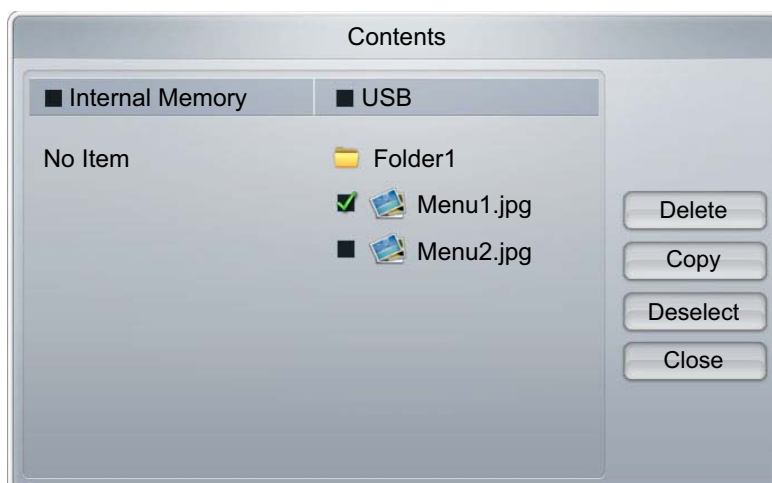 Contents
Internal Memory
USB
No Item
Folder1
Menu1.jpg
Menu2.jpg
Delete
Copy
Deselect
Close